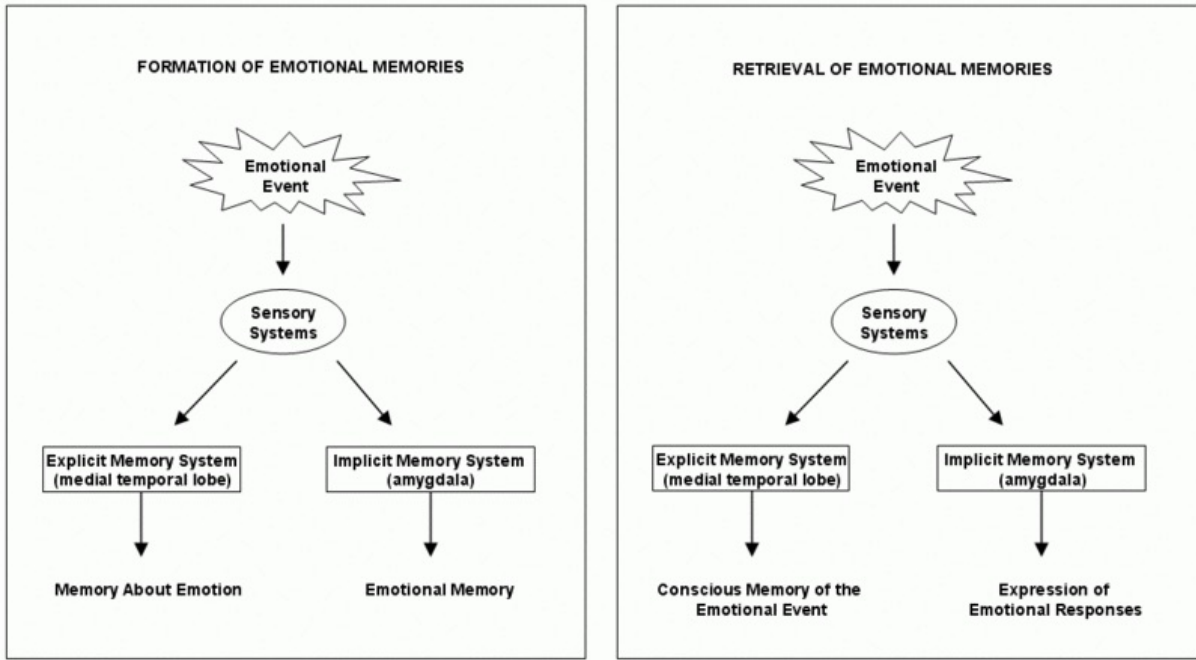 FORMATION OF EMOTIONAL MEMORIES
Emotional
Event
Sensory
Systems
Explicit Memory System
(medial temporal lobe)
Implicit Memory System
(amygdala)
Memory About Emotion
Emotional Memory
RETRIEVAL OF EMOTIONAL MEMORIES
Emotional
Event
Sensory
Systems
Explicit Memory System
(medial temporal lobe)
Implicit Memory System
(amygdala)
Conscious Memory of the
Emotional Event
Expression of
Emotional Responses